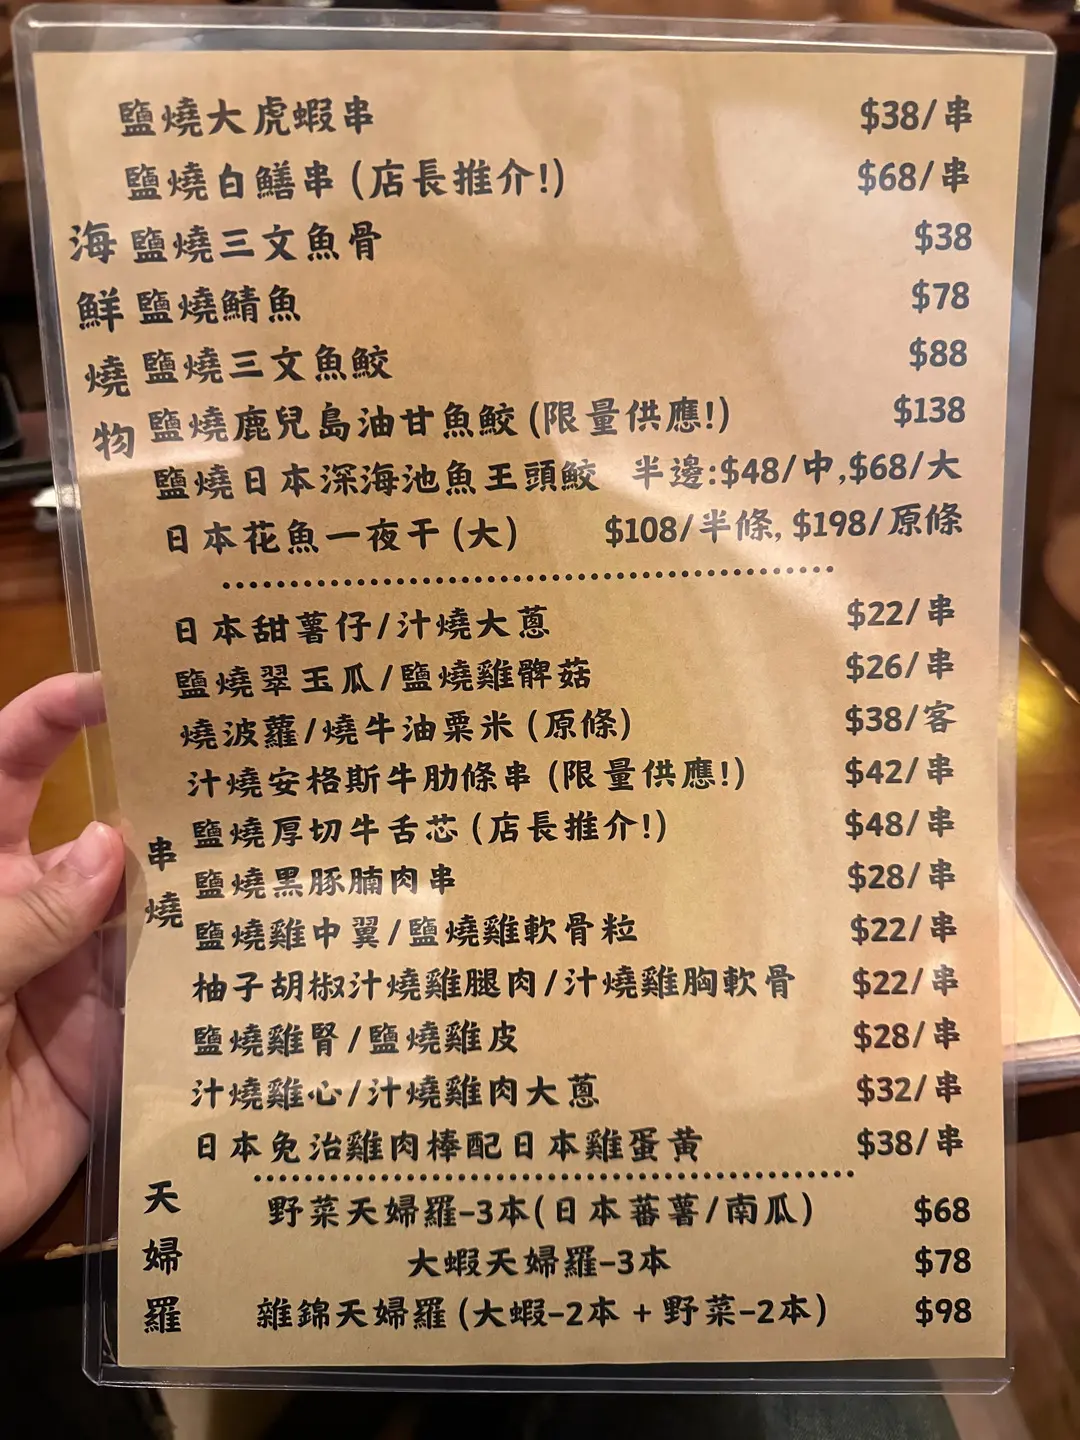 鹽燒大虎蝦串 $38/串
鹽燒白鱔串 (店長推介!) $68/串
海鮮燒物
鹽燒三文魚骨 $38
鹽燒鯖魚 $78
鹽燒三文魚鮫 $88
鹽燒鹿兒島油甘魚鮫 (限量供應!) $138
鹽燒日本深海池魚王頭鮫 半邊:$48/中,$68/大
日本花魚一夜干 (大) $108/半條, $198/原條
日本甜薯仔/汁燒大蔥 $22/串
鹽燒翠玉瓜/鹽燒雞髀菇 $26/串
燒波蘿/燒牛油粟米 (原條) $38/客
汁燒安格斯牛肋條串 (限量供應!) $42/串
串燒
鹽燒厚切牛舌芯 (店長推介!) $48/串
鹽燒黑豚腩肉串 $28/串
鹽燒雞中翼/鹽燒雞軟骨粒 $22/串
柚子胡椒汁燒雞腿肉/汁燒雞胸軟骨 $22/串
鹽燒雞腎/鹽燒雞皮 $28/串
汁燒雞心/汁燒雞肉大蔥 $32/串
日本免治雞肉棒配日本雞蛋黃 $38/串
天婦羅
野菜天婦羅-3本(日本蕃薯/南瓜) $68
大蝦天婦羅-3本 $78
雜錦天婦羅 (大蝦-2本 + 野菜-2本) $98